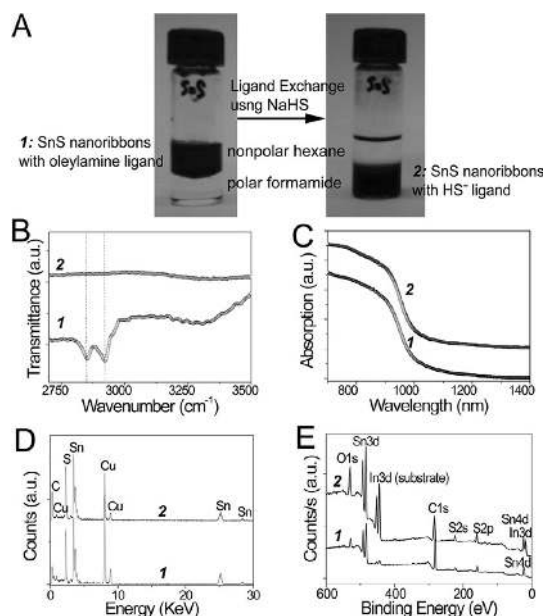 A
SnS
SnS
Ligand Exchange
usng NaHS
1: SnS nanoribbons
with oleylamine ligand
nonpolar hexane
polar formamide
2: SnS nanoribbons
with HS⁻ ligand
B
Transmittance (a.u.)
2
1
2750 3000 3250 3500
Wavenumber (cm⁻¹)
C
Absorption (a.u.)
2
1
800 1000 1200 1400
Wavelength (nm)
D
Counts (a.u.)
C
Cu
S
Sn
Cu
Cu
Sn
Sn
2
1
0 10 20 30
Energy (KeV)
E
Counts/s (a.u.)
O1s
Sn3d
In3d (substrate)
C1s
S2s
S2p
Sn4d
In3d
Sn4d
2
1
600 400 200 0
Binding Energy (eV)